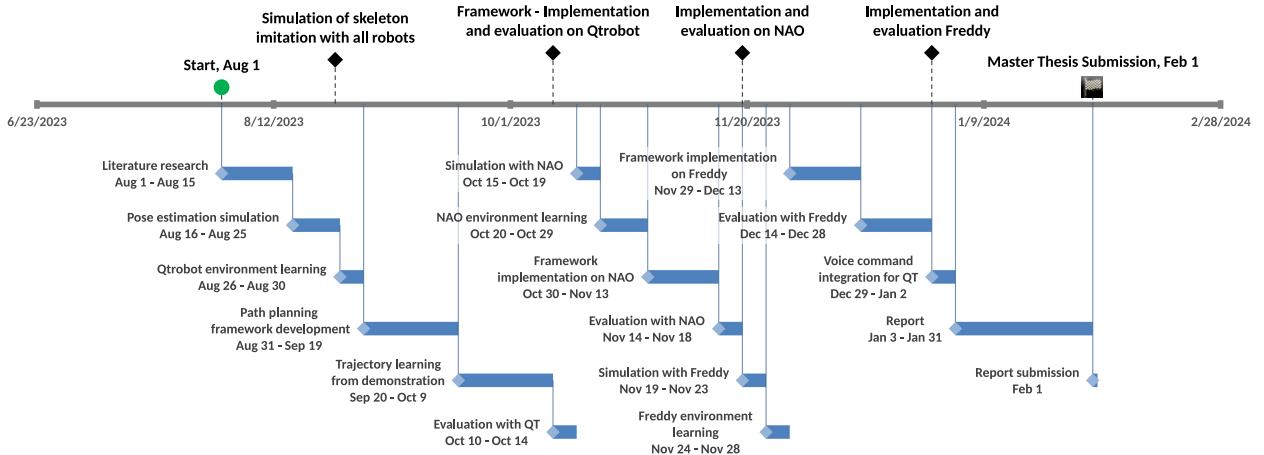 Simulation of skeleton
imitation with all robots
Framework - Implementation
and evaluation on Qtrobot
Implementation and
evaluation on NAO
Implementation and
evaluation Freddy
Start, Aug 1
Master Thesis Submission, Feb 1
6/23/2023
8/12/2023
10/1/2023
11/20/2023
1/9/2024
2/28/2024
Literature research
Aug 1 - Aug 15
Pose estimation simulation
Aug 16 - Aug 25
Qtrobot environment learning
Aug 26 - Aug 30
Path planning
framework development
Aug 31 - Sep 19
Trajectory learning
from demonstration
Sep 20 - Oct 9
Evaluation with QT
Oct 10 - Oct 14
Simulation with NAO
Oct 15 - Oct 19
NAO environment learning
Oct 20 - Oct 29
Framework
implementation on NAO
Oct 30 - Nov 13
Evaluation with NAO
Nov 14 - Nov 18
Simulation with Freddy
Nov 19 - Nov 23
Freddy environment
learning
Nov 24 - Nov 28
Framework implementation
on Freddy
Nov 29 - Dec 13
Evaluation with Freddy
Dec 14 - Dec 28
Voice command
integration for QT
Dec 29 - Jan 2
Report
Jan 3 - Jan 31
Report submission
Feb 1